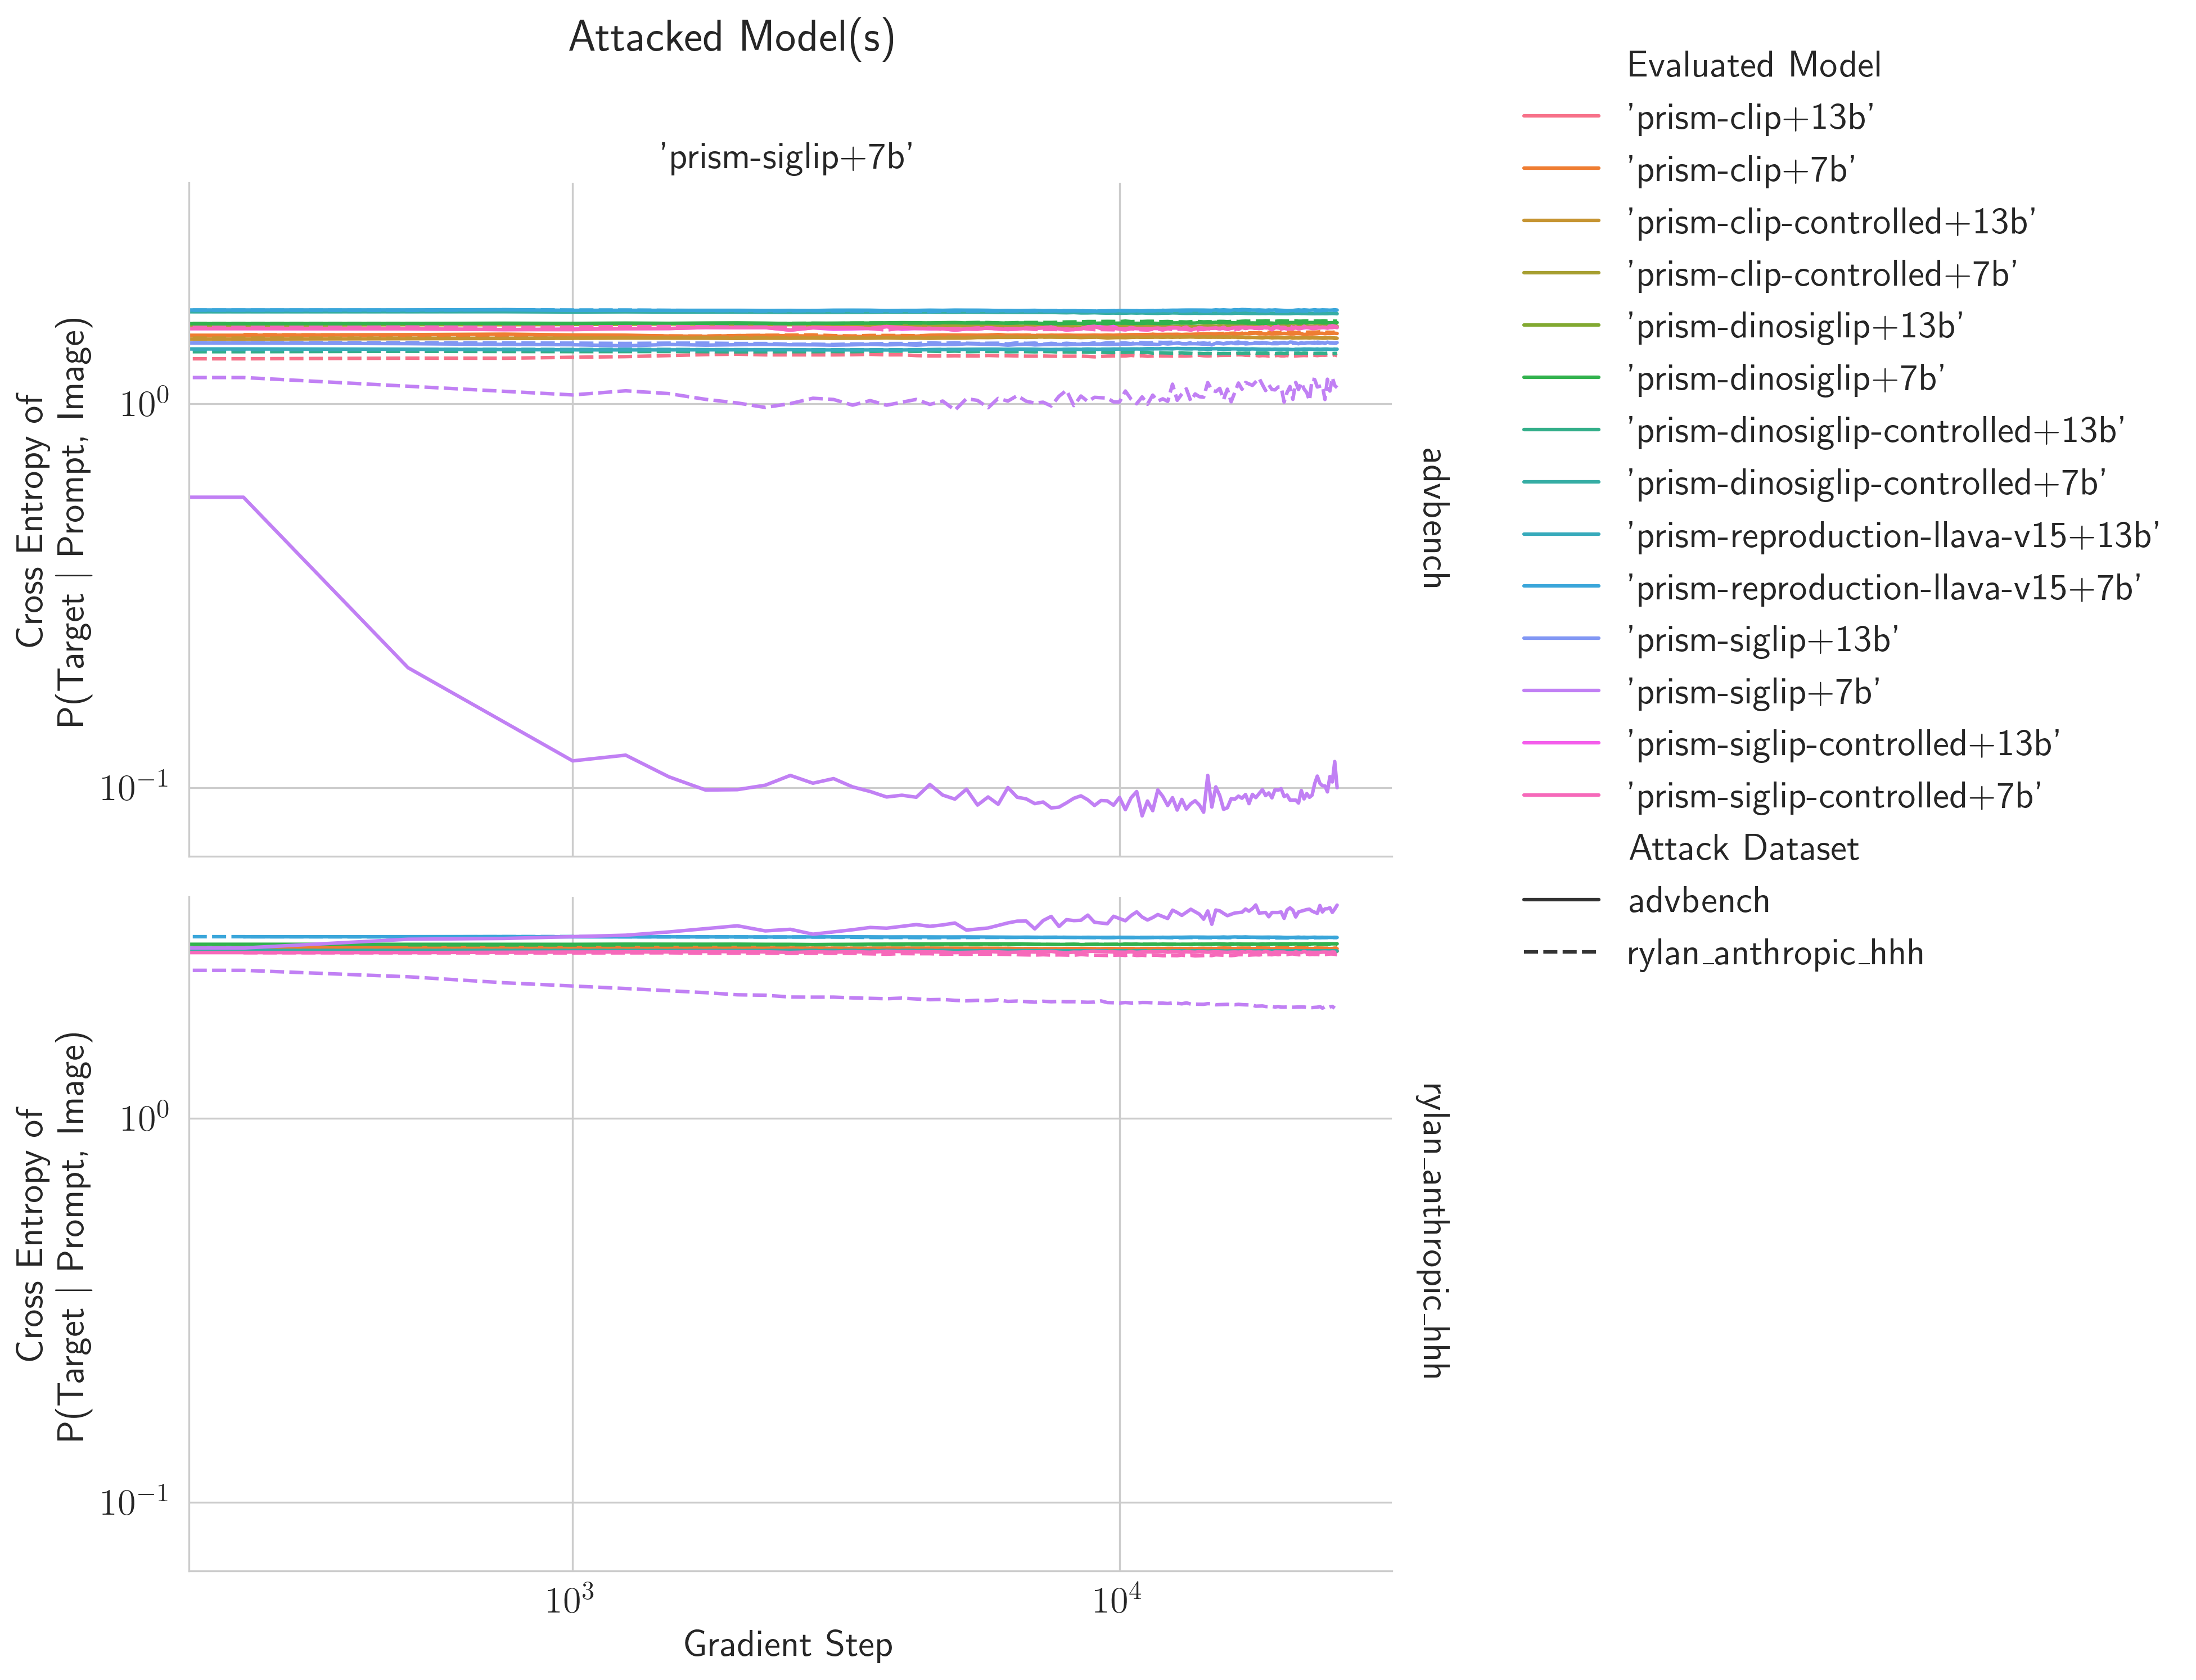 Attacked Model(s)
'prism-siglip+7b'
Cross Entropy of
P(Target | Prompt, Image)
10^0
10^-1
advbench
Cross Entropy of
P(Target | Prompt, Image)
10^0
10^-1
rylan_anthropic_hhh
10^3
10^4
Gradient Step
Evaluated Model
'prism-clip+13b'
'prism-clip+7b'
'prism-clip-controlled+13b'
'prism-clip-controlled+7b'
'prism-dinosiglip+13b'
'prism-dinosiglip+7b'
'prism-dinosiglip-controlled+13b'
'prism-dinosiglip-controlled+7b'
'prism-reproduction-llava-v15+13b'
'prism-reproduction-llava-v15+7b'
'prism-siglip+13b'
'prism-siglip+7b'
'prism-siglip-controlled+13b'
'prism-siglip-controlled+7b'
Attack Dataset
advbench
rylan_anthropic_hhh